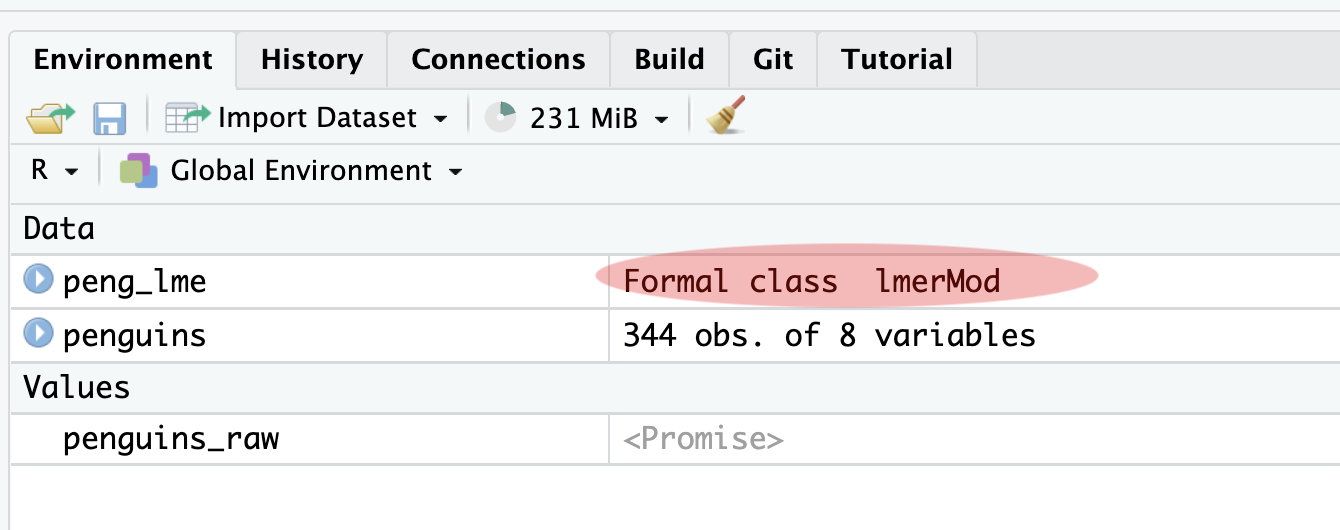 Environment History Connections Build Git Tutorial
Import Dataset 231 MiB
R Global Environment
Data
peng_lme Formal class  lmerMod
penguins 344 obs. of 8 variables
Values
penguins_raw <Promise>